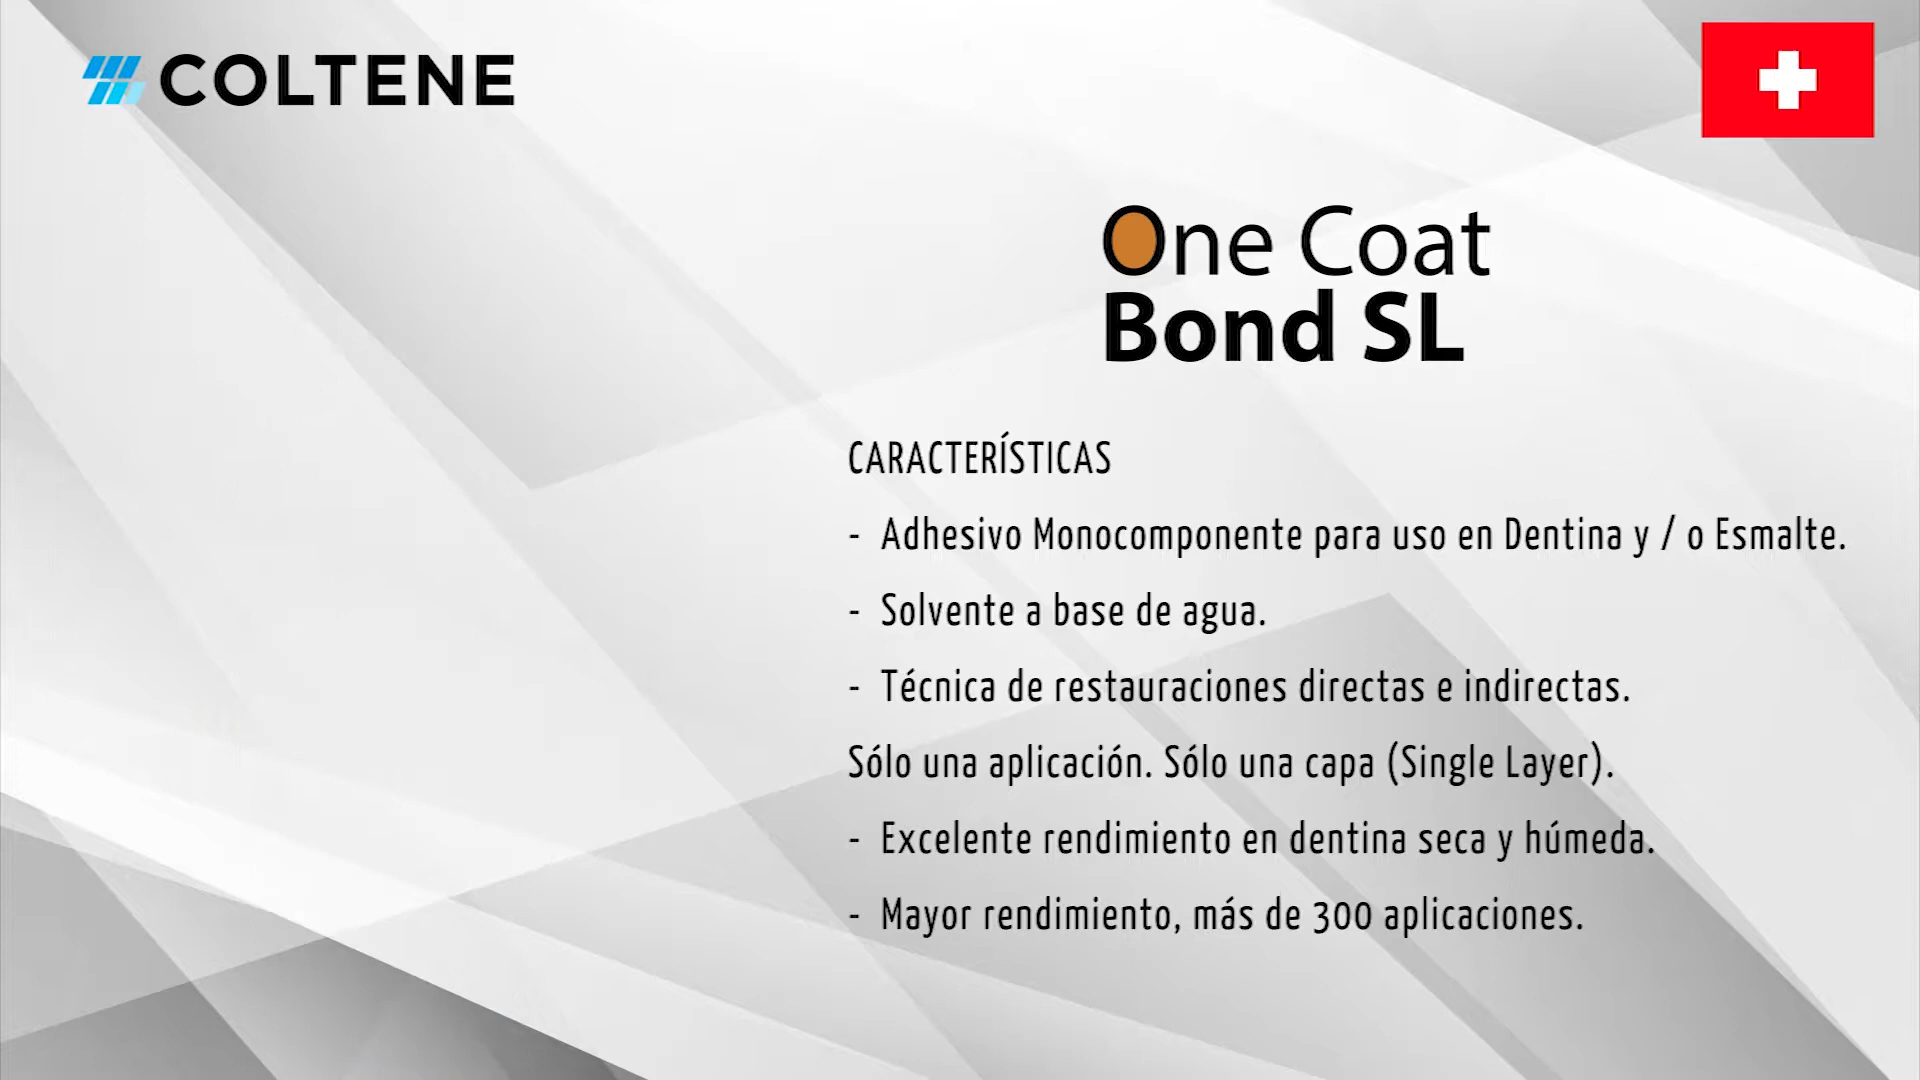 COLTENE
One Coat
Bond SL
CARACTERÍSTICAS
- Adhesivo Monocomponente para uso en Dentina y / o Esmalte.
- Solvente a base de agua.
- Técnica de restauraciones directas e indirectas.
Sólo una aplicación. Sólo una capa (Single Layer).
- Excelente rendimiento en dentina seca y húmeda.
- Mayor rendimiento, más de 300 aplicaciones.